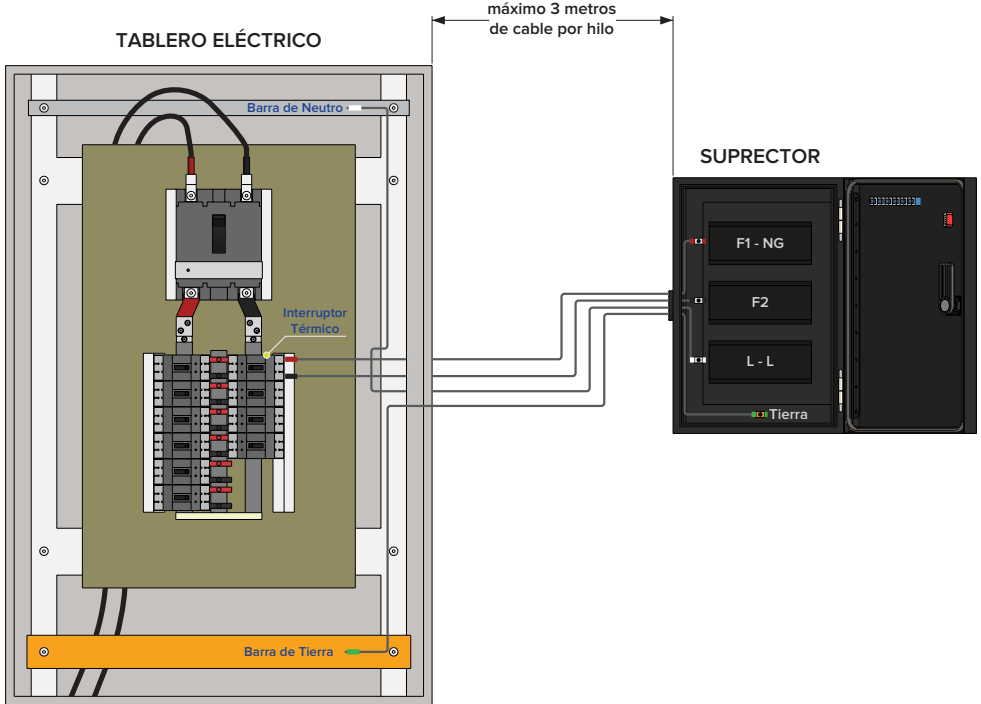 máximo 3 metros
de cable por hilo
TABLERO ELÉCTRICO
Barra de Neutro
SUPRECTOR
F1 - NG
F2
L - L
Tierra
Interruptor
Térmico
Barra de Tierra